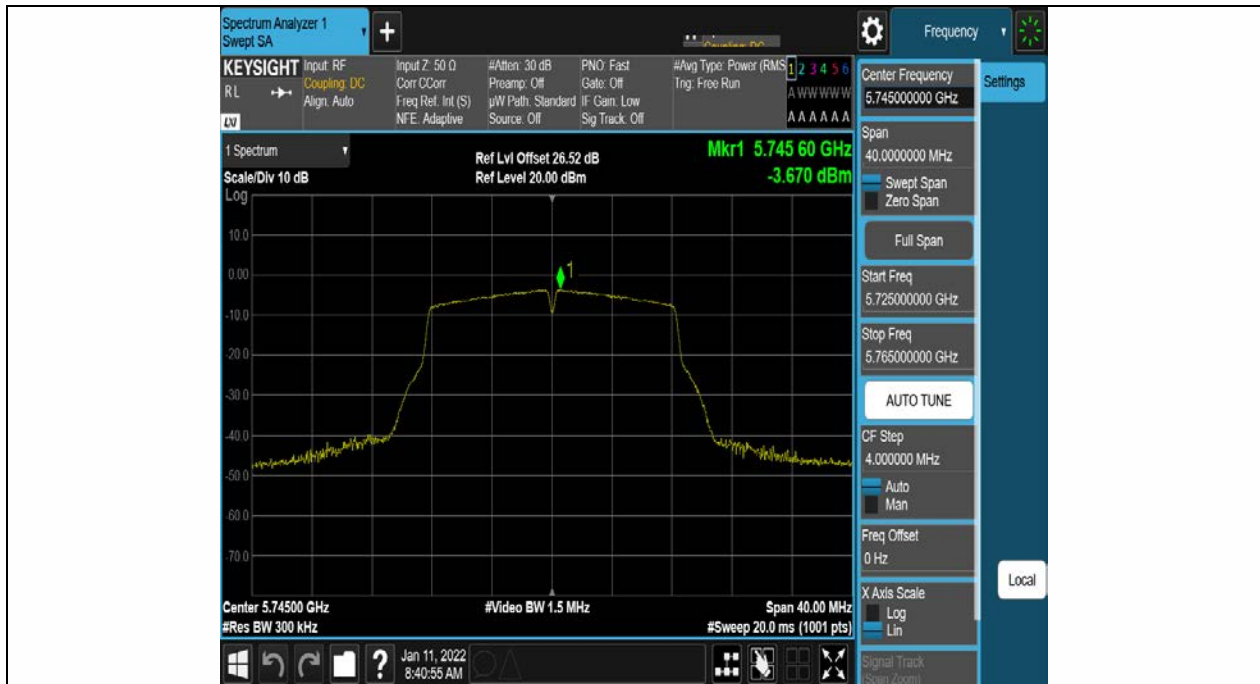 Spectrum Analyzer 1
Swept SA
+
Coupling: DC
Frequency
KEYSIGHT
RL
LXI
Input: RF
Coupling: DC
Align: Auto
Input Z: 50 Ω
Corr CCorr
Freq Ref: Int (S)
NFE: Adaptive
#Atten: 30 dB
Preamp: Off
µW Path: Standard
Source: Off
PNO: Fast
Gate: Off
IF Gain: Low
Sig Track: Off
#Avg Type: Power (RMS
Trig: Free Run
1 2 3 4 5 6
A W W W W W
A A A A A A
1 Spectrum
Scale/Div 10 dB
Ref Lvl Offset 26.52 dB
Ref Level 20.00 dBm
Mkr1 5.745 60 GHz
-3.670 dBm
Log
10.0
0.00
-10.0
-20.0
-30.0
-40.0
-50.0
-60.0
-70.0
1
Center 5.74500 GHz
#Res BW 300 kHz
#Video BW 1.5 MHz
Span 40.00 MHz
#Sweep 20.0 ms (1001 pts)
?
Jan 11, 2022
8:40:55 AM
Center Frequency
5.745000000 GHz
Settings
Span
40.0000000 MHz
Swept Span
Zero Span
Full Span
Start Freq
5.725000000 GHz
Stop Freq
5.765000000 GHz
AUTO TUNE
CF Step
4.000000 MHz
Auto
Man
Freq Offset
0 Hz
X Axis Scale
Log
Lin
Local
Signal Track
(Span Zoom)